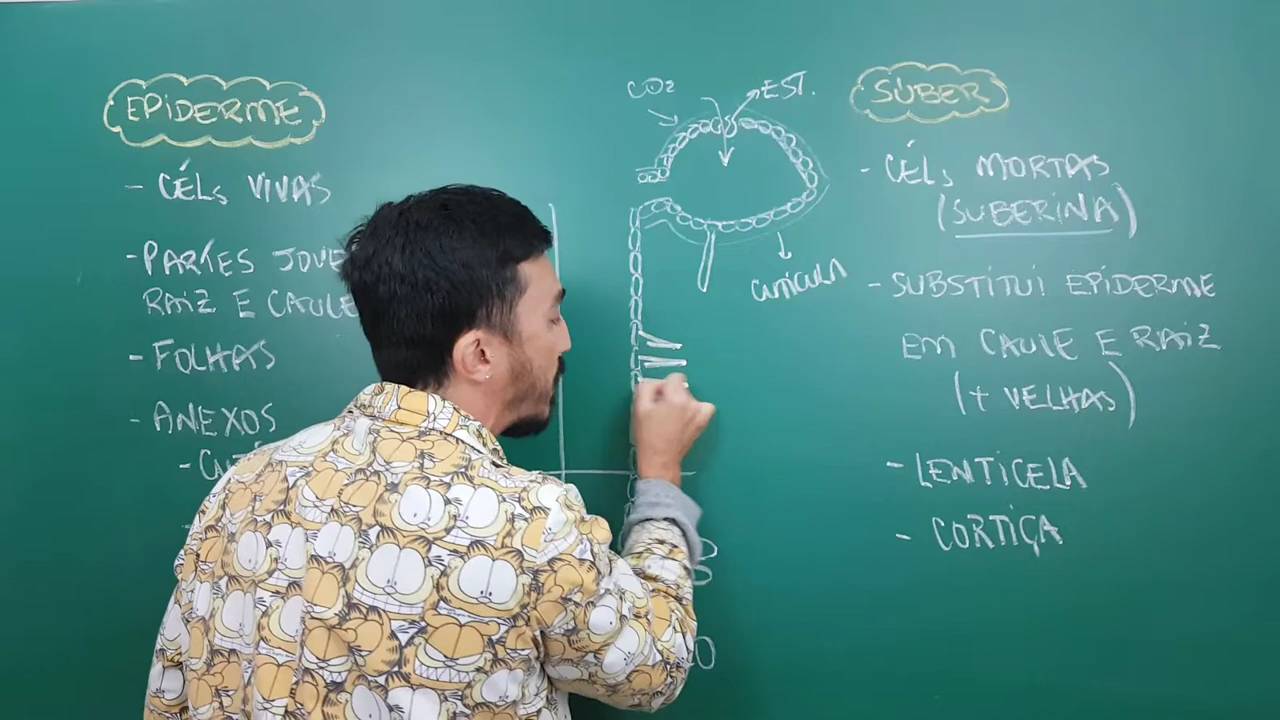 EPIDERME
- CÉLs VIVAS
- PARTES
RAIZ E CAULE
- FOLHAS
- ANEXOS
CO2
EST.
CUTÍCULA
SÚBER
- CÉLs MORTAS
(SUBERINA)
- SUBSTITUI EPIDERME
EM CAULE E RAIZ
(+ VELHAS)
- LENTICELA
- CORTIÇA